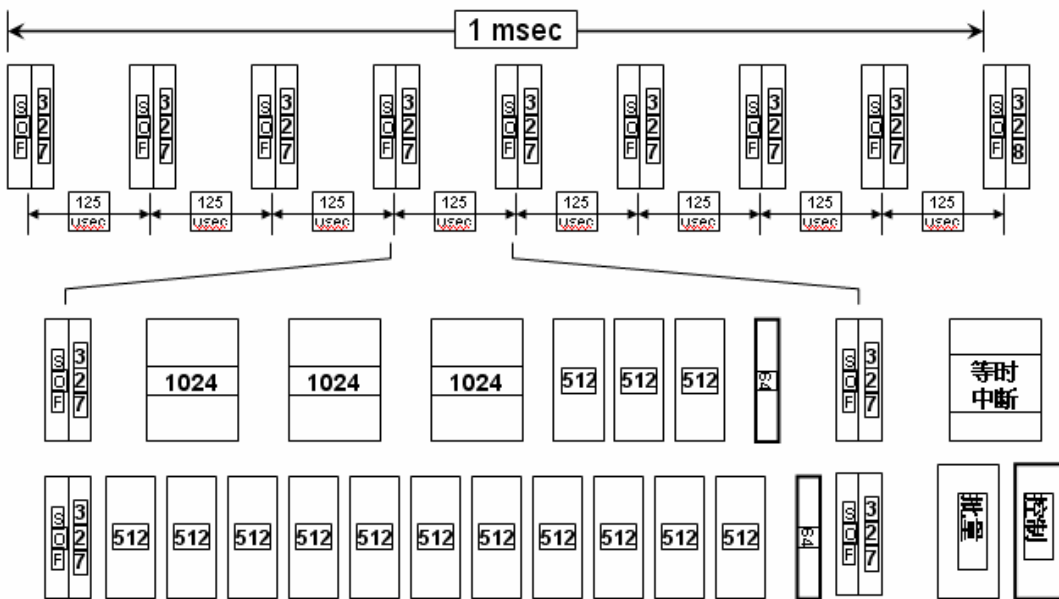 1 msec
SOF 327 SOF 327 SOF 327 SOF 327 SOF 327 SOF 327 SOF 327 SOF 327 SOF 328
125 usec 125 usec 125 usec 125 usec 125 usec 125 usec 125 usec 125 usec
SOF 327 1024 1024 1024 512 512 512 64 SOF 327 等时中断
SOF 327 512 512 512 512 512 512 512 512 512 512 512 64 SOF 327 批量 控制